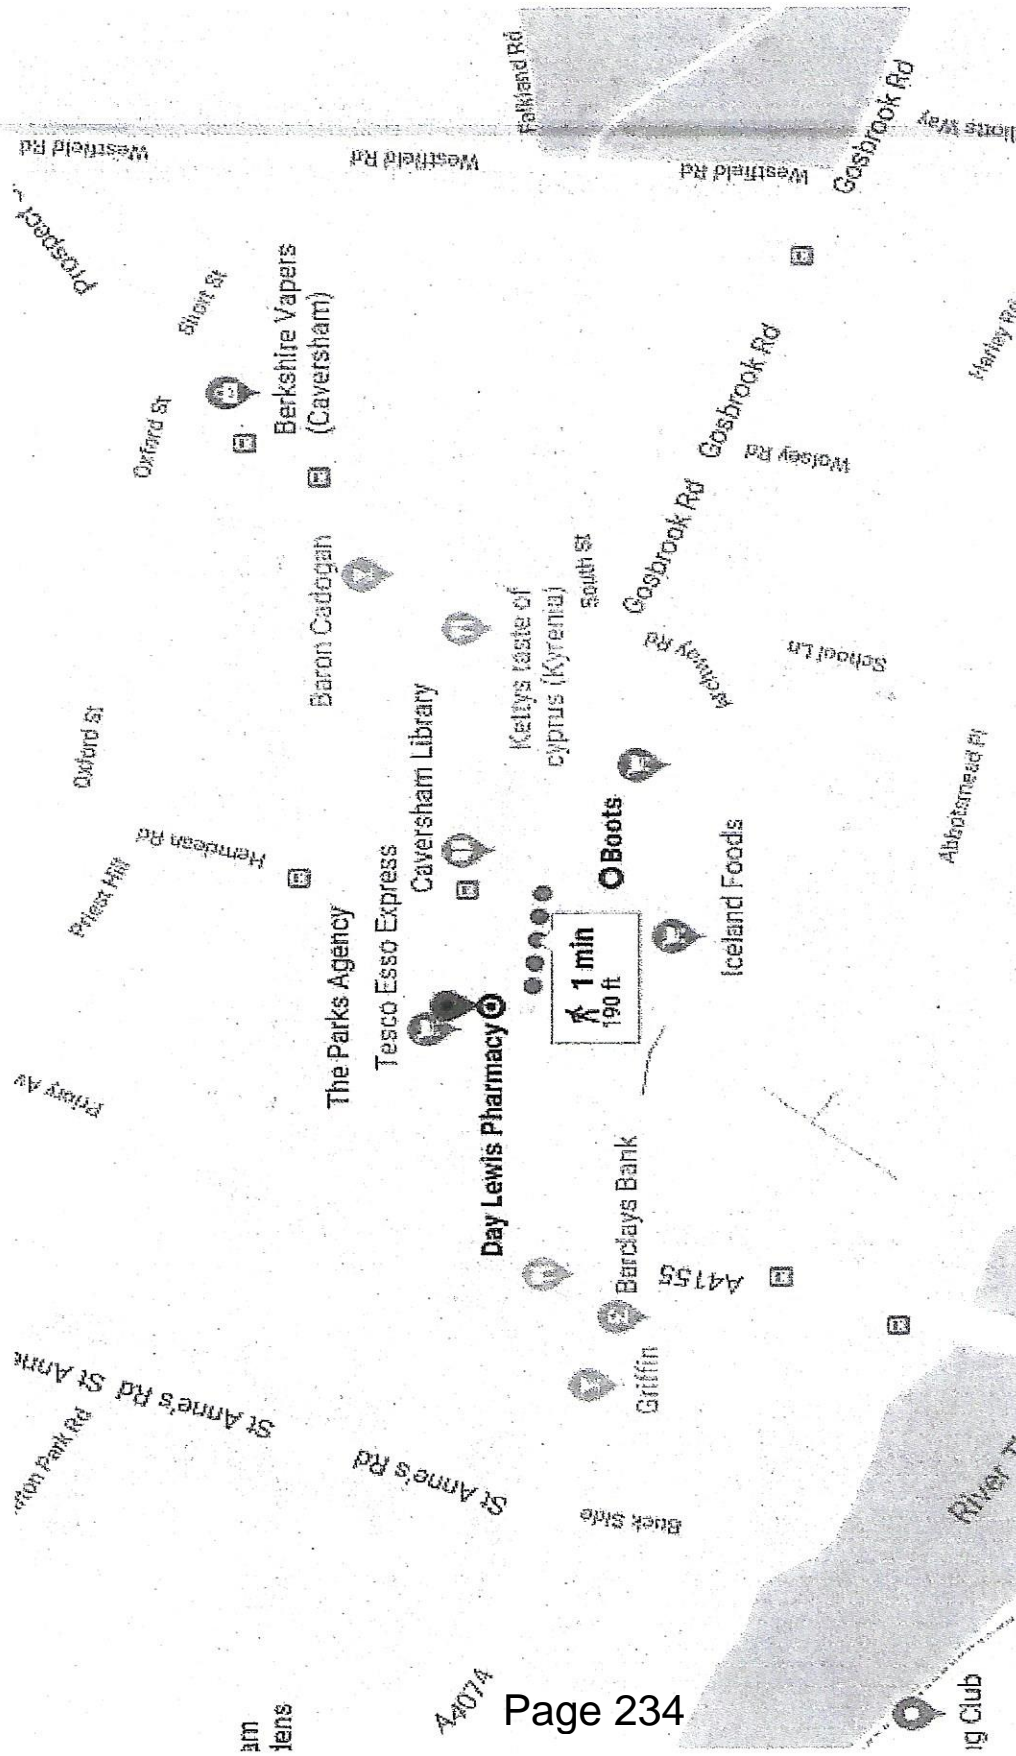 Prospect
Westfield Rd
Short St
Oxford St
Berkshire Vapers
(Caversham)
Westfield Rd
Falkland Rd
Westfield Rd
Gosbrook Rd
Oxford St
Hemdean Rd
Priest Hill
Baron Cadogan
Caversham Library
Kettys taste of
cyprus (Kyrenia)
South St
Gosbrook Rd
Gosbrook Rd
Wolsey Rd
Archway Rd
School Ln
Abbotsmead Pl
Priory Av
The Parks Agency
Tesco Esso Express
Day Lewis Pharmacy
Boots
1 min
190 ft
Iceland Foods
Barclays Bank
A4155
Griffin
St Anne's Rd
St Anne's Rd
Buck Side
A4074
River
Page 234